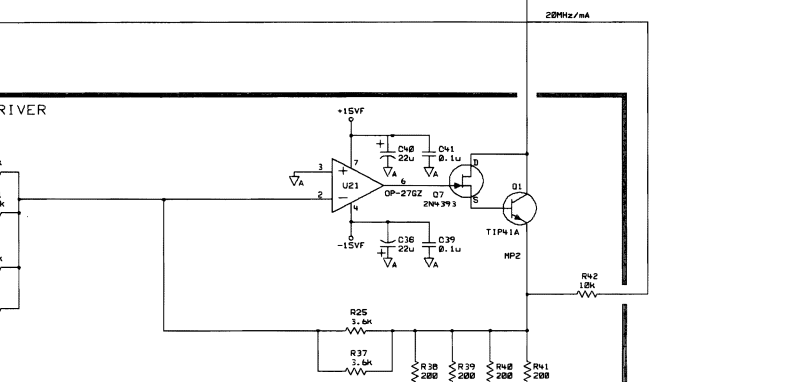 20MHz/mA
RIVER
+15VF
C40
22u
C41
0.1u
3
7
A
A
A
U21
2
6
OP-27GZ
4
D
Q7
2N4393
S
Q1
TIP41A
MP2
-15VF
C38
22u
C39
0.1u
A
A
R42
10k
R25
3.6k
R37
3.6k
R38
200
R39
200
R40
200
R41
200
k
k
k